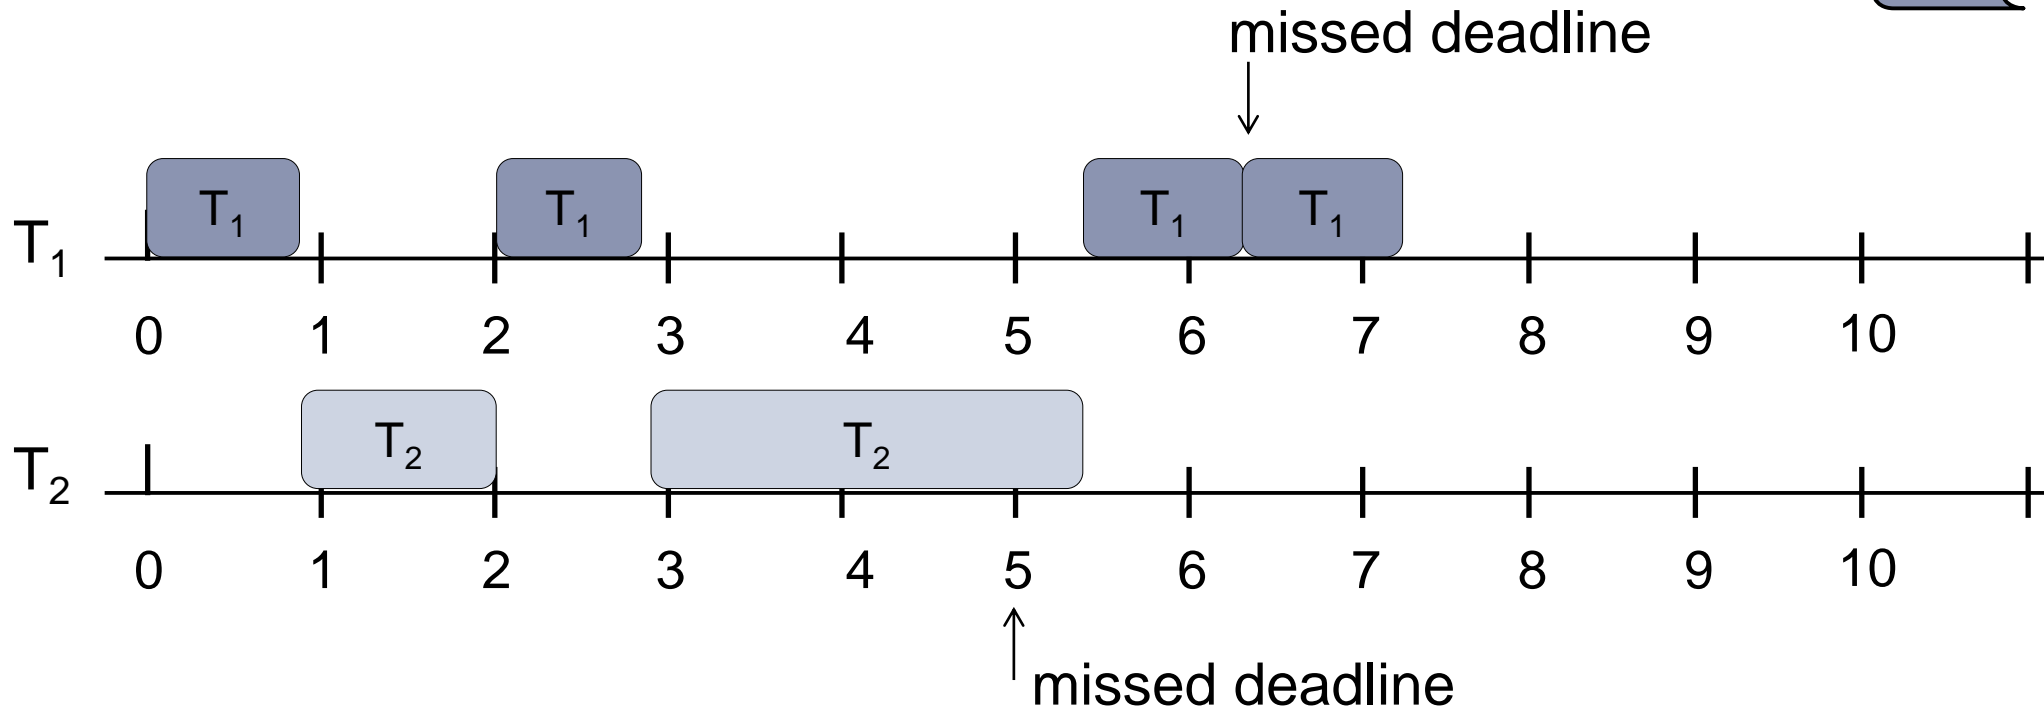 missed deadline
T₁ T₁ T₁ T₁
T₁
0 1 2 3 4 5 6 7 8 9 10
T₂ T₂
T₂
0 1 2 3 4 5 6 7 8 9 10
missed deadline